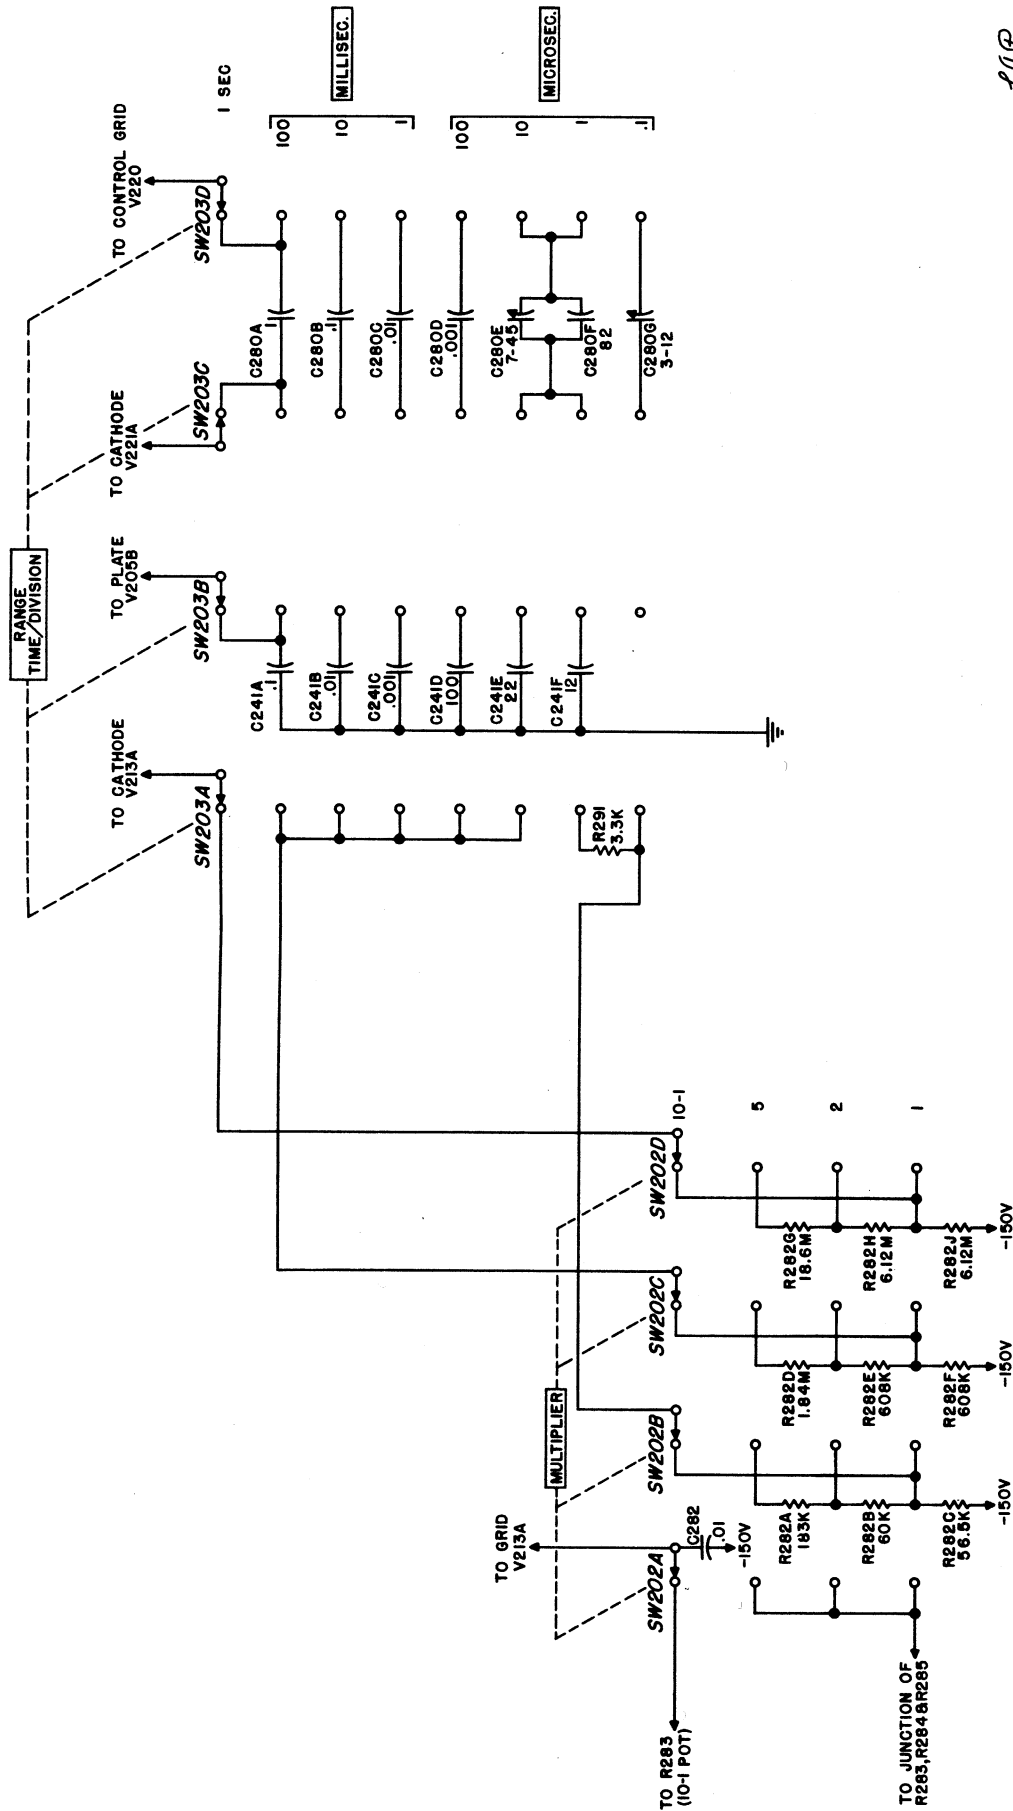 RANGE
TIME/DIVISION
TO CATHODE
V213A
SW203A
TO PLATE
V205B
SW203B
TO CATHODE
V221A
SW203C
TO CONTROL GRID
V220
SW203D
1 SEC
C241A
.1
C280A
1
100
MILLISEC.
C241B
.01
C280B
.1
10
C241C
.001
C280C
.01
1
C241D
100
C280D
.001
100
MICROSEC.
C241E
22
C280E
7-45
10
R291
3.3K
C241F
12
C280F
82
1
C280G
3-12
.1
MULTIPLIER
TO GRID
V213A
SW202A
C282
.01
-150V
SW202B
SW202C
SW202D
10-1
TO R283
(10-1 POT)
R282A
183K
R282D
1.84M
R282G
18.6M
5
R282B
60K
R282E
608K
R282H
6.12M
2
R282C
56.5K
R282F
608K
R282J
6.12M
1
TO JUNCTION OF
R283,R284&R285
-150V
-150V
-150V